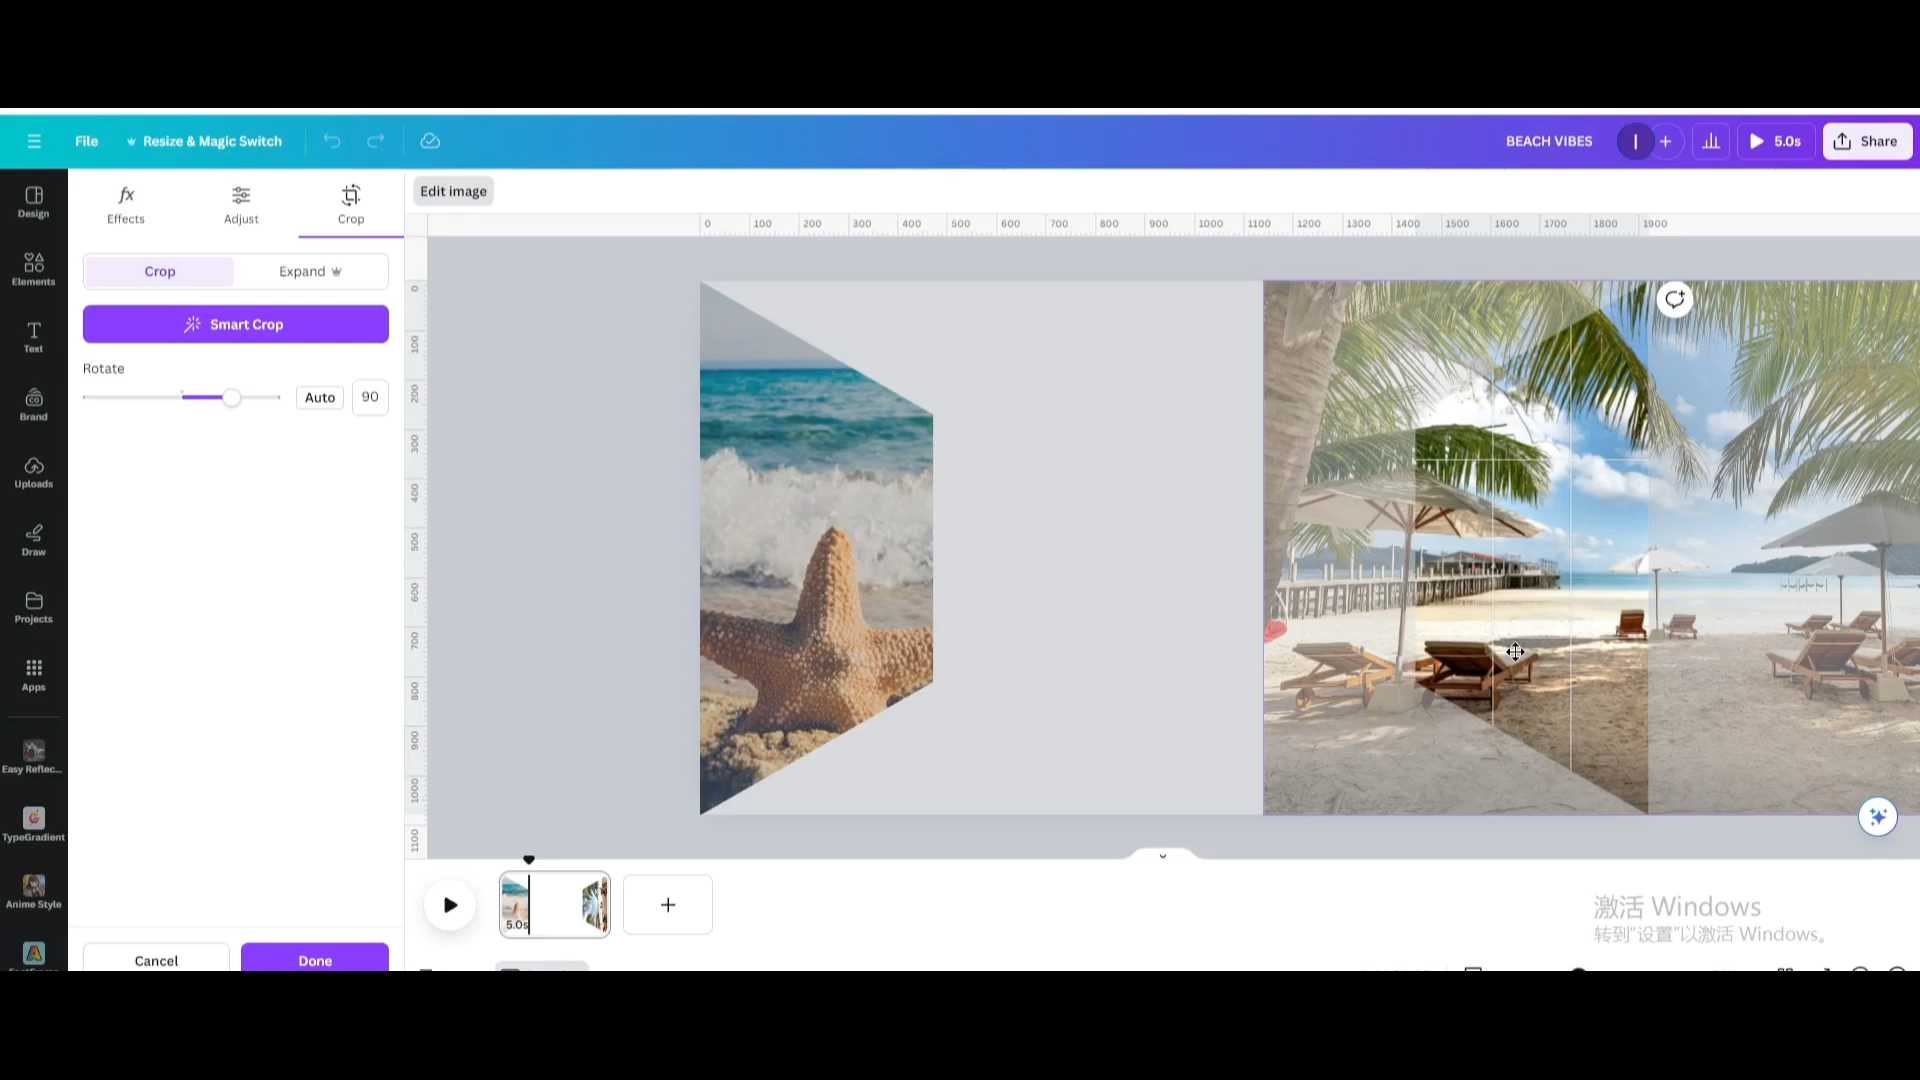 File
Resize & Magic Switch
BEACH VIBES
5.0s
Share
Design
Elements
Text
Brand
Uploads
Draw
Projects
Apps
Easy Reflec...
TypeGradient
Anime Style
Effects
Adjust
Crop
Crop
Expand
Smart Crop
Rotate
Auto
90
Cancel
Done
Edit image
0 100 200 300 400 500 600 700 800 900 1000 1100 1200 1300 1400 1500 1600 1700 1800 1900
0
100
200
300
400
500
600
700
800
900
1000
1100
5.0s
激活 Windows
转到“设置”以激活 Windows。